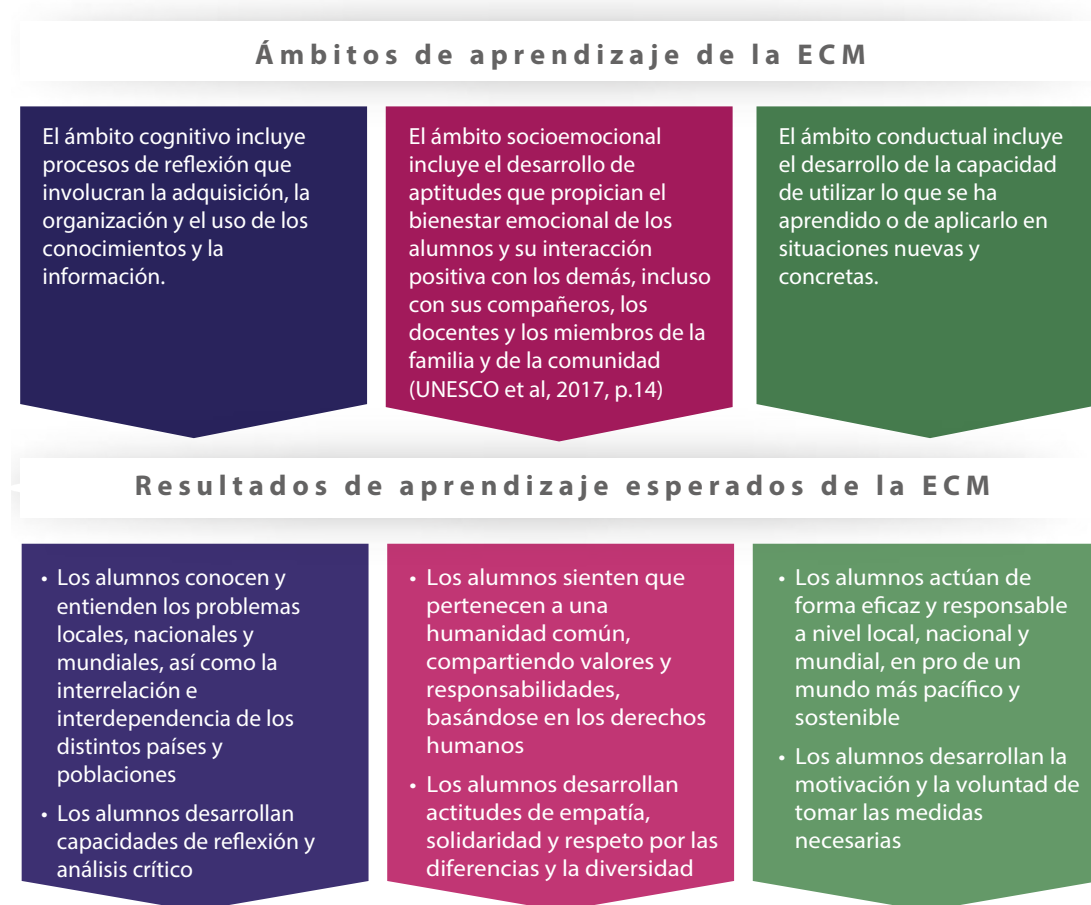 Ámbitos de aprendizaje de la ECM
El ámbito cognitivo incluye
procesos de reflexión que
involucran la adquisición, la
organización y el uso de los
conocimientos y la
información.
El ámbito socioemocional
incluye el desarrollo de
aptitudes que propician el
bienestar emocional de los
alumnos y su interacción
positiva con los demás, incluso
con sus compañeros, los
docentes y los miembros de la
familia y de la comunidad
(UNESCO et al, 2017, p.14)
El ámbito conductual incluye
el desarrollo de la capacidad
de utilizar lo que se ha
aprendido o de aplicarlo en
situaciones nuevas y
concretas.
Resultados de aprendizaje esperados de la ECM
• Los alumnos conocen y
entienden los problemas
locales, nacionales y
mundiales, así como la
interrelación e
interdependencia de los
distintos países y
poblaciones
• Los alumnos desarrollan
capacidades de reflexión y
análisis crítico
• Los alumnos sienten que
pertenecen a una
humanidad común,
compartiendo valores y
responsabilidades,
basándose en los derechos
humanos
• Los alumnos desarrollan
actitudes de empatía,
solidaridad y respeto por las
diferencias y la diversidad
• Los alumnos actúan de
forma eficaz y responsable
a nivel local, nacional y
mundial, en pro de un
mundo más pacífico y
sostenible
• Los alumnos desarrollan la
motivación y la voluntad de
tomar las medidas
necesarias